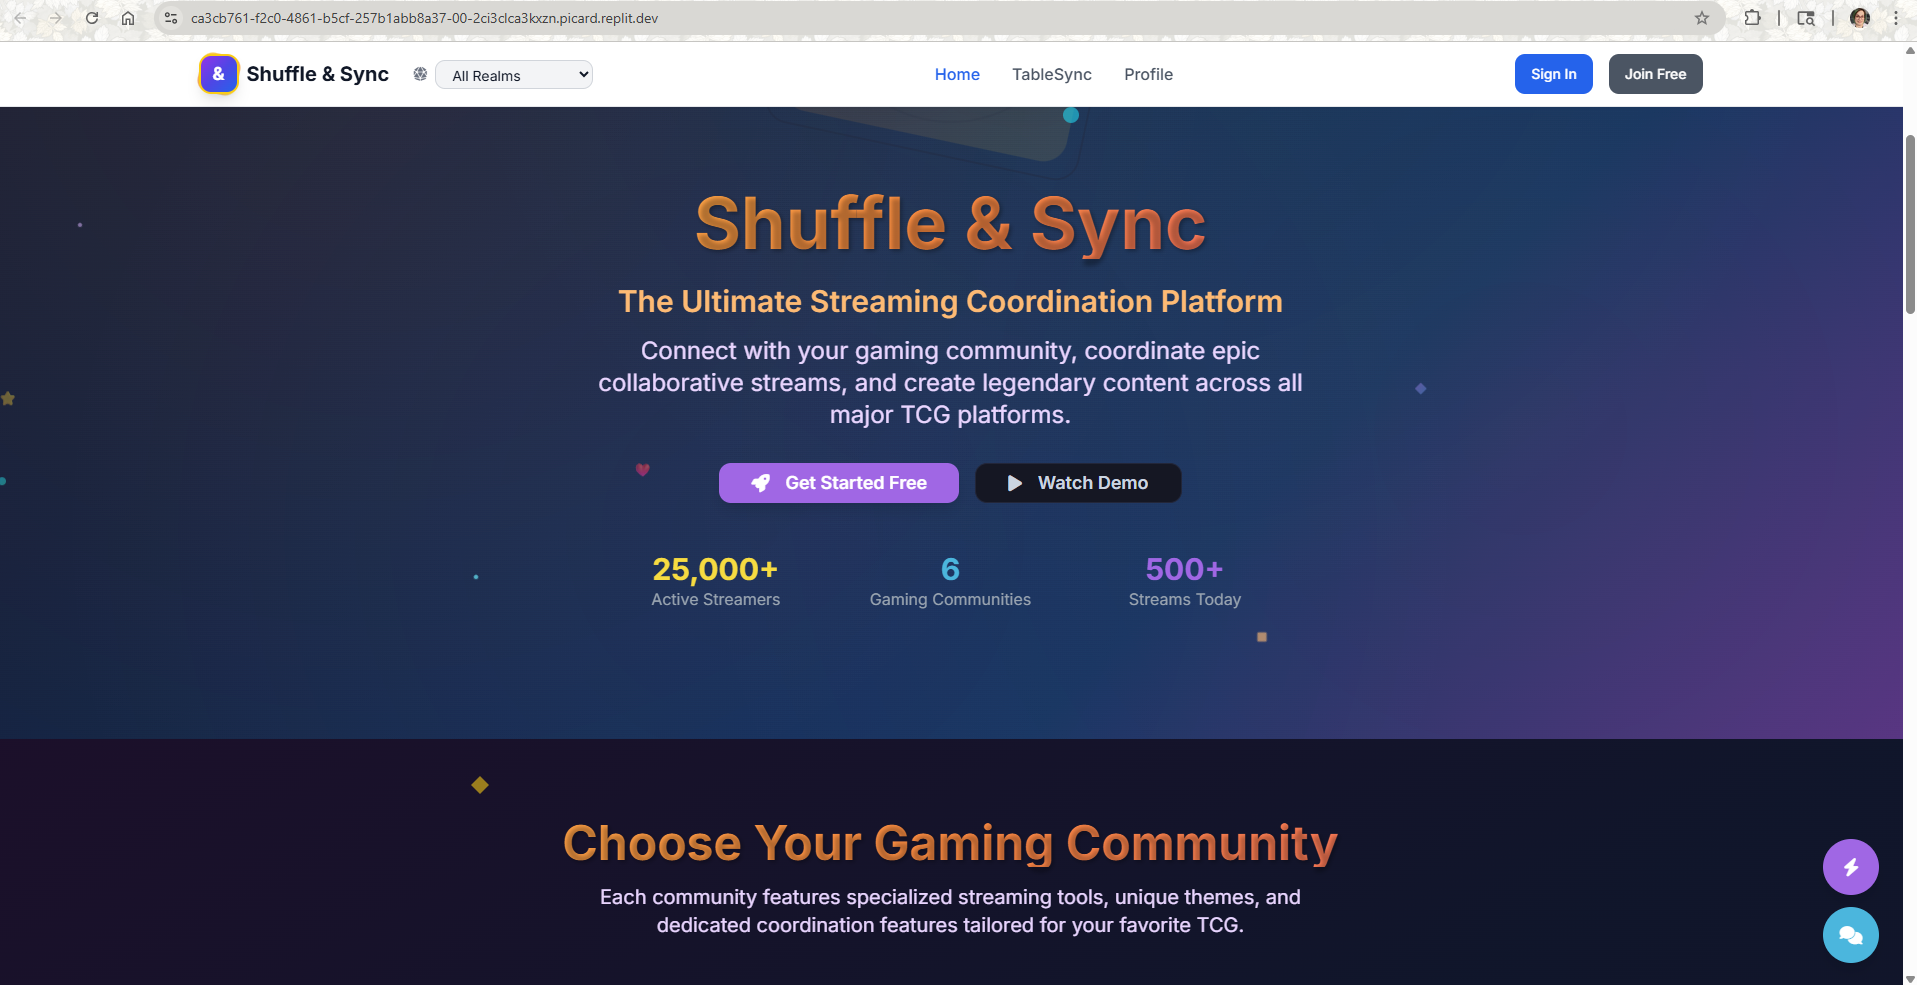 ca3cb761-f2c0-4861-b5cf-257b1abb8a37-00-2ci3clca3kxzn.picard.replit.dev
& Shuffle & Sync All Realms Home TableSync Profile Sign In Join Free
Shuffle & Sync
The Ultimate Streaming Coordination Platform
Connect with your gaming community, coordinate epic
collaborative streams, and create legendary content across all
major TCG platforms.
Get Started Free Watch Demo
25,000+ 6 500+
Active Streamers Gaming Communities Streams Today
Choose Your Gaming Community
Each community features specialized streaming tools, unique themes, and
dedicated coordination features tailored for your favorite TCG.